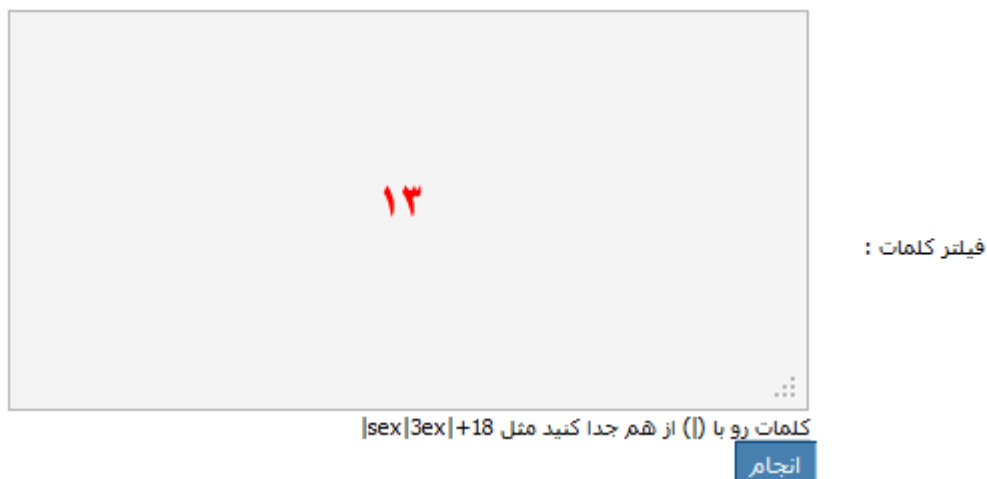 ۱۳
فیلتر کلمات :
کلمات رو با (|) از هم جدا کنید مثل 18+|sex|3ex|
انجام